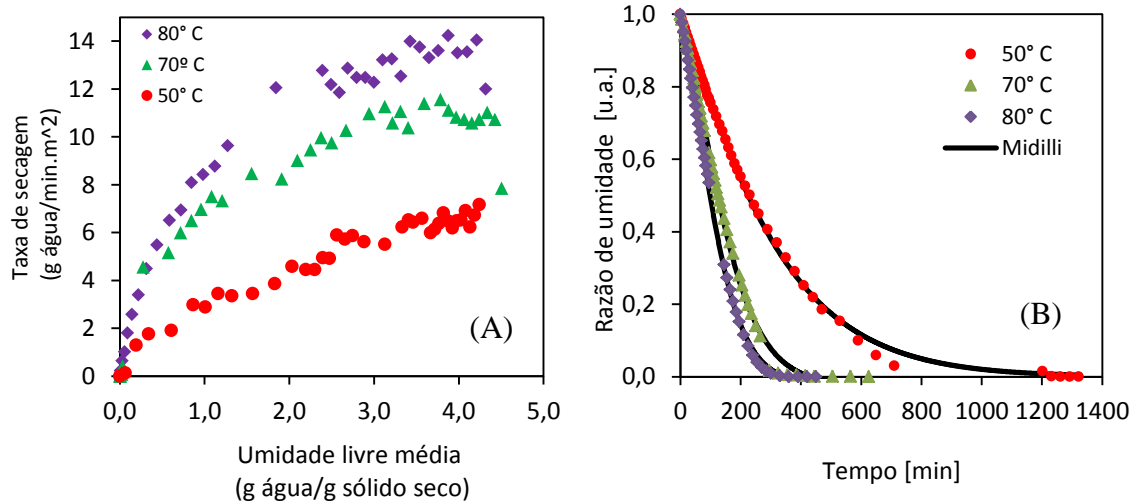 Taxa de secagem
(g água/min.m^2)
14
12
10
8
6
4
2
0
80° C
70º C
50° C
(A)
0,0
1,0
2,0
3,0
4,0
5,0
Umidade livre média
(g água/g sólido seco)
Razão de umidade [u.a.]
1,0
0,8
0,6
0,4
0,2
0,0
50° C
70° C
80° C
Midilli
(B)
0
200
400
600
800
1000
1200
1400
Tempo [min]